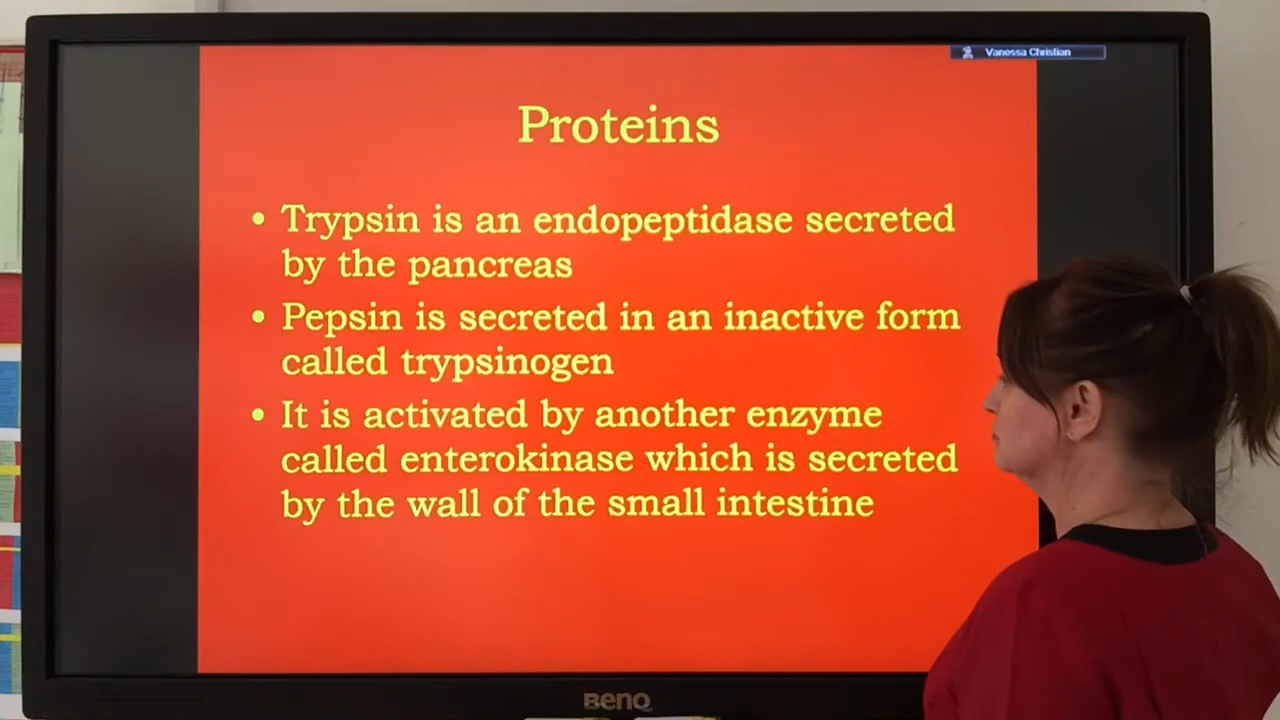 Vanessa Christian
Proteins
• Trypsin is an endopeptidase secreted
by the pancreas
• Pepsin is secreted in an inactive form
called trypsinogen
• It is activated by another enzyme
called enterokinase which is secreted
by the wall of the small intestine
BenQ